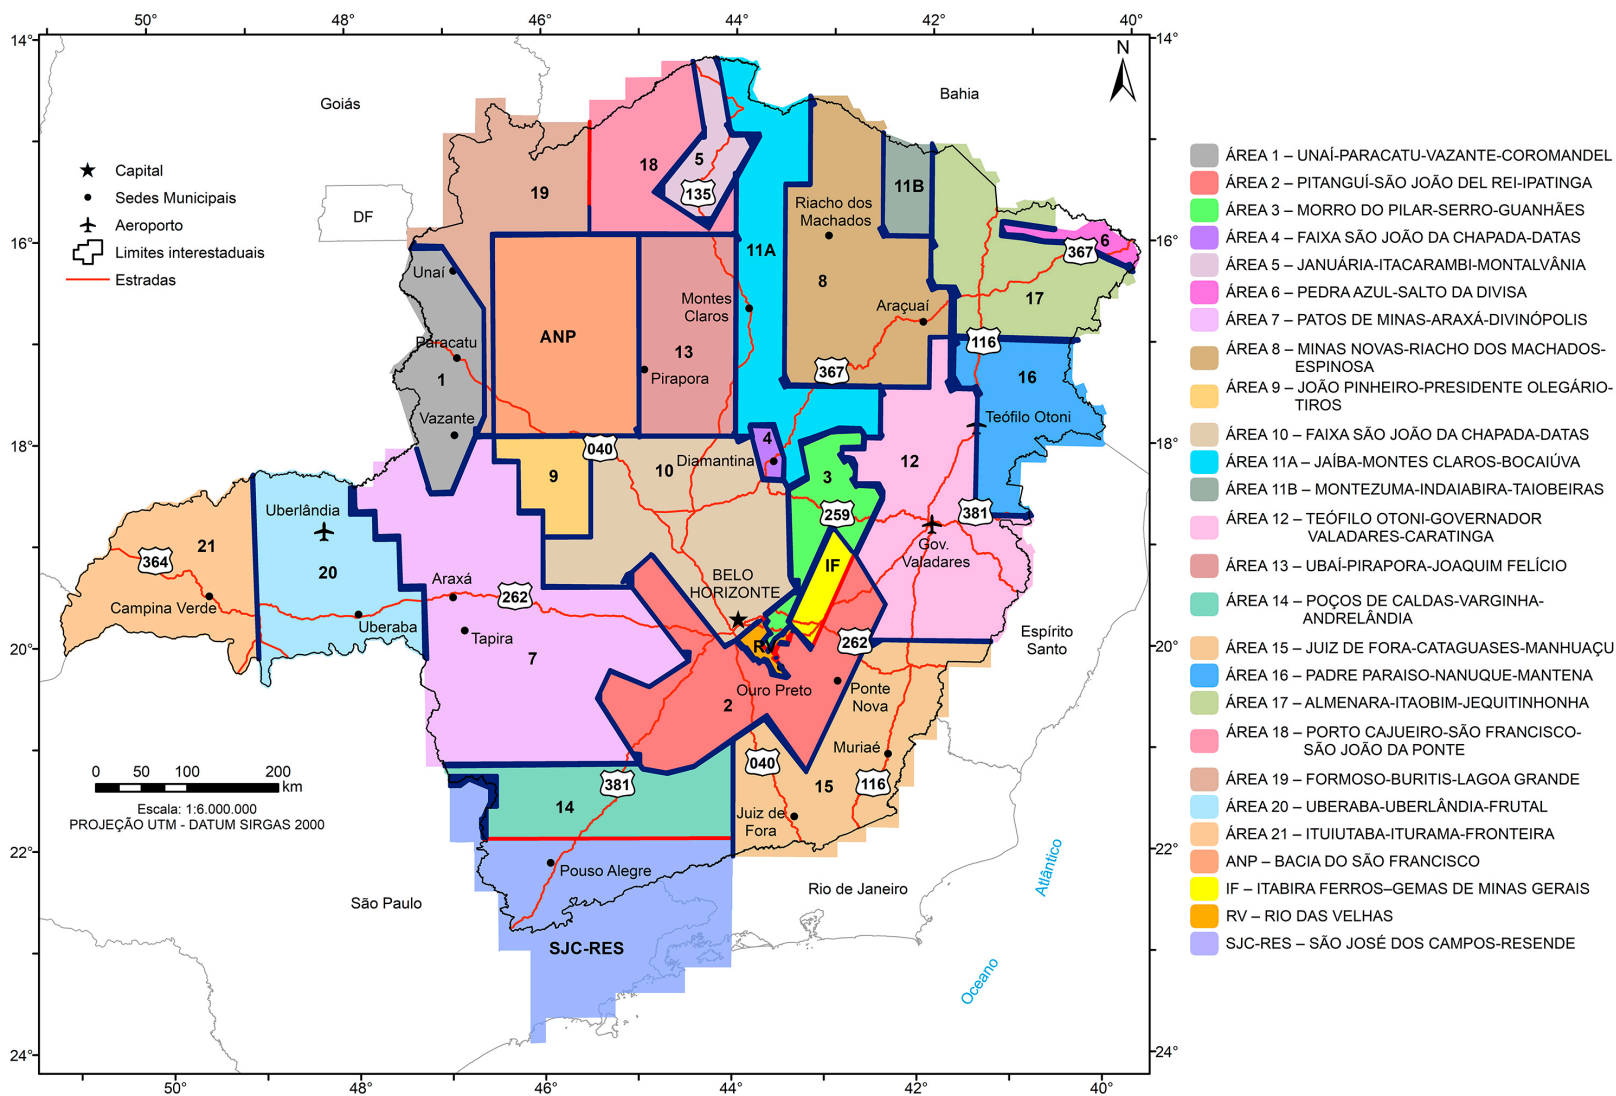 50°
48°
46°
44°
42°
40°
14°
14°
N
Goiás
Bahia
Capital
Sedes Municipais
Aeroporto
Limites interestaduais
Estradas
DF
18
5
135
19
11B
Riacho dos
Machados
16°
16°
6
367
11A
Unaí
8
17
Montes
Claros
Araçuaí
ANP
13
Paracatu
116
1
Pirapora
367
16
Vazante
Teófilo Otoni
18°
18°
4
040
Diamantina
12
9
10
3
Uberlândia
259
381
21
364
20
Gov.
Valadares
IF
BELO
HORIZONTE
Araxá
262
Campina Verde
Uberaba
Tapira
RV
262
Espírito
Santo
20°
20°
7
Ouro Preto
Ponte
Nova
2
Muriaé
040
381
116
15
14
Juiz de
Fora
0 50 100 200
km
Escala: 1:6.000.000
PROJEÇÃO UTM - DATUM SIRGAS 2000
22°
22°
Pouso Alegre
São Paulo
Rio de Janeiro
Atlântico
Oceano
SJC-RES
24°
24°
50°
48°
46°
44°
42°
40°
ÁREA 1 – UNAÍ-PARACATU-VAZANTE-COROMANDEL
ÁREA 2 – PITANGUÍ-SÃO JOÃO DEL REI-IPATINGA
ÁREA 3 – MORRO DO PILAR-SERRO-GUANHÃES
ÁREA 4 – FAIXA SÃO JOÃO DA CHAPADA-DATAS
ÁREA 5 – JANUÁRIA-ITACARAMBI-MONTALVÂNIA
ÁREA 6 – PEDRA AZUL-SALTO DA DIVISA
ÁREA 7 – PATOS DE MINAS-ARAXÁ-DIVINÓPOLIS
ÁREA 8 – MINAS NOVAS-RIACHO DOS MACHADOS-
ESPINOSA
ÁREA 9 – JOÃO PINHEIRO-PRESIDENTE OLEGÁRIO-
TIROS
ÁREA 10 – FAIXA SÃO JOÃO DA CHAPADA-DATAS
ÁREA 11A – JAÍBA-MONTES CLAROS-BOCAIÚVA
ÁREA 11B – MONTEZUMA-INDAIABIRA-TAIOBEIRAS
ÁREA 12 – TEÓFILO OTONI-GOVERNADOR
VALADARES-CARATINGA
ÁREA 13 – UBAÍ-PIRAPORA-JOAQUIM FELÍCIO
ÁREA 14 – POÇOS DE CALDAS-VARGINHA-
ANDRELÂNDIA
ÁREA 15 – JUIZ DE FORA-CATAGUASES-MANHUAÇU
ÁREA 16 – PADRE PARAISO-NANUQUE-MANTENA
ÁREA 17 – ALMENARA-ITAOBIM-JEQUITINHONHA
ÁREA 18 – PORTO CAJUEIRO-SÃO FRANCISCO-
SÃO JOÃO DA PONTE
ÁREA 19 – FORMOSO-BURITIS-LAGOA GRANDE
ÁREA 20 – UBERABA-UBERLÂNDIA-FRUTAL
ÁREA 21 – ITUIUTABA-ITURAMA-FRONTEIRA
ANP – BACIA DO SÃO FRANCISCO
IF – ITABIRA FERROS–GEMAS DE MINAS GERAIS
RV – RIO DAS VELHAS
SJC-RES – SÃO JOSÉ DOS CAMPOS-RESENDE